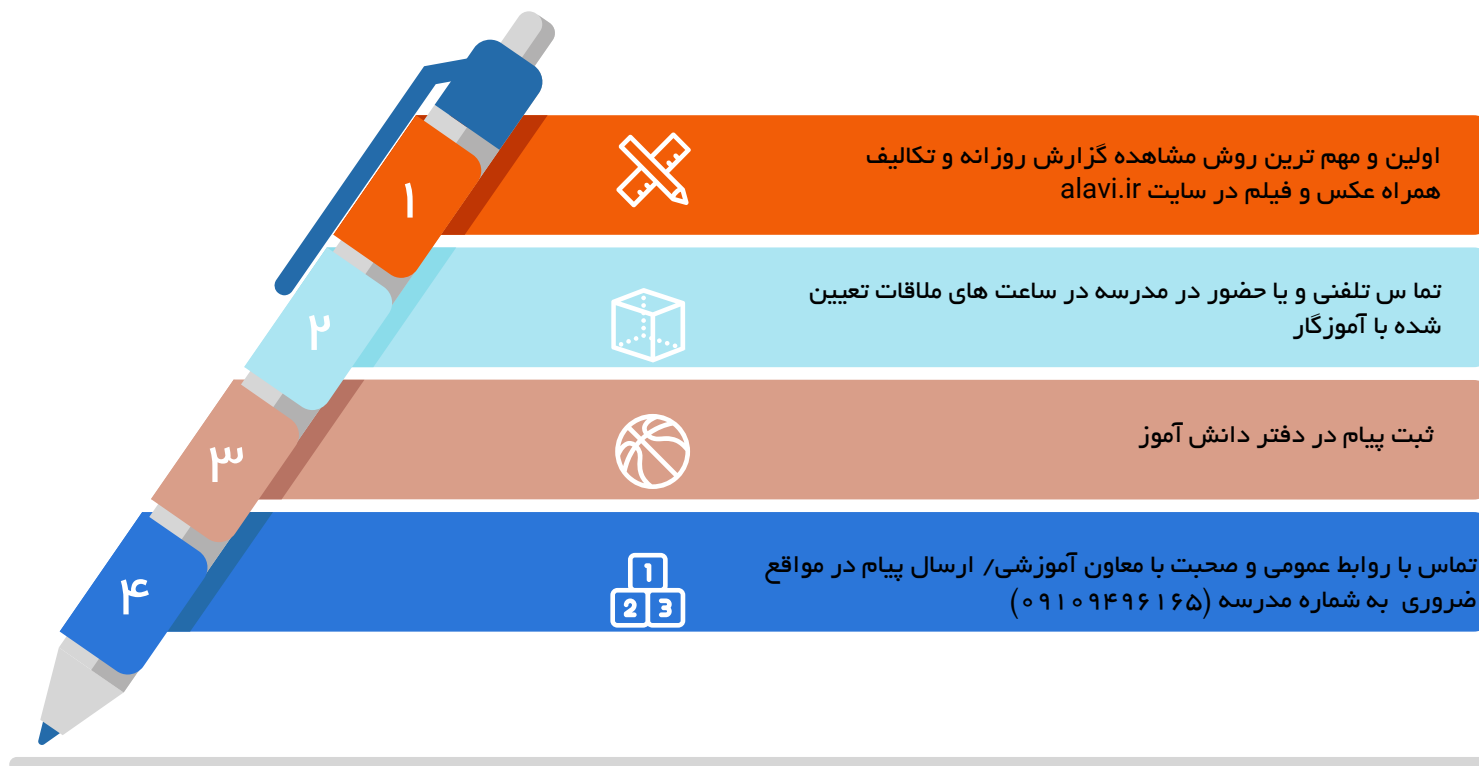 ۱
اولین و مهم ترین روش مشاهده گزارش روزانه و تکالیف
همراه عکس و فیلم در سایت alavi.ir
۲
تما س تلفنی و یا حضور در مدرسه در ساعت های ملاقات تعیین
شده با آموزگار
۳
ثبت پیام در دفتر دانش آموز
۴
1
2 3
تماس با روابط عمومی و صحبت با معاون آموزشی/ ارسال پیام در مواقع
ضروری به شماره مدرسه (۰۹۱۰۹۴۹۶۱۶۵)